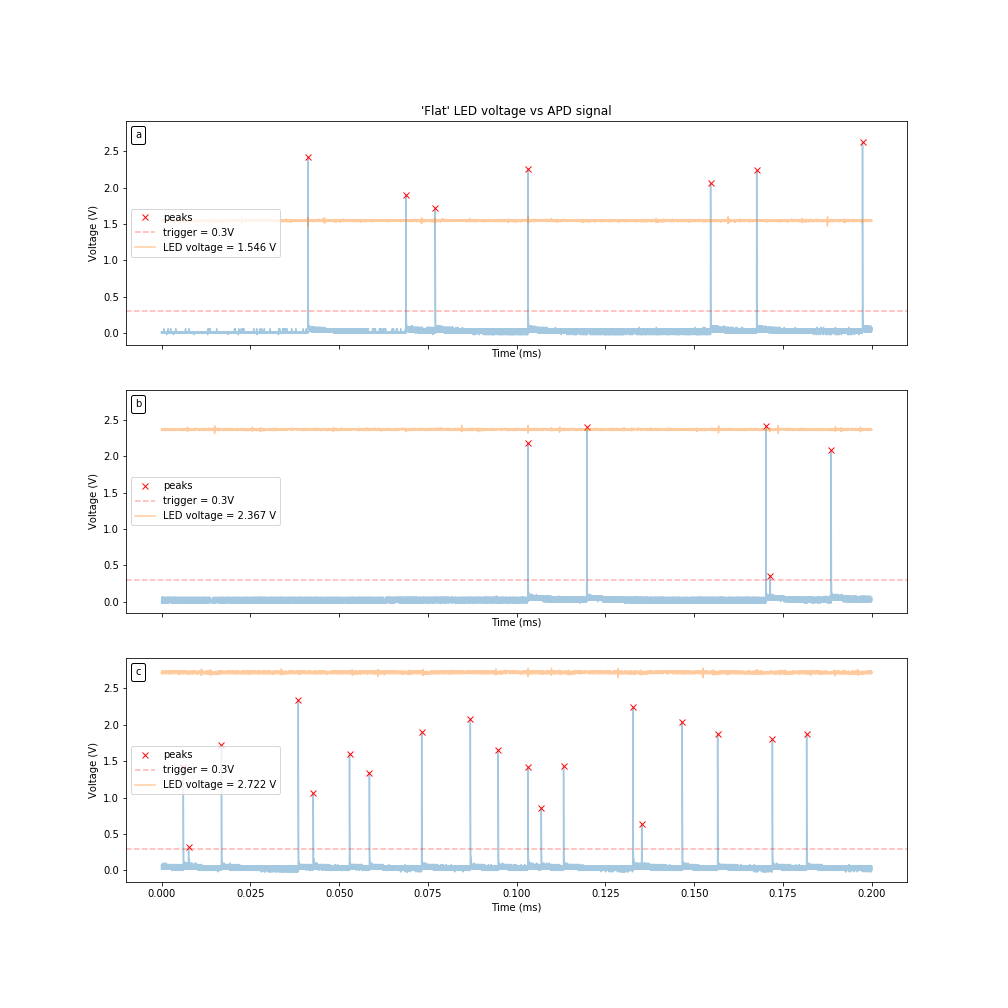 'Flat' LED voltage vs APD signal
a
2.5
2.0
1.5
1.0
0.5
0.0
Voltage (V)
peaks
trigger = 0.3V
LED voltage = 1.546 V
Time (ms)
b
2.5
2.0
1.5
1.0
0.5
0.0
Voltage (V)
peaks
trigger = 0.3V
LED voltage = 2.367 V
Time (ms)
c
2.5
2.0
1.5
1.0
0.5
0.0
Voltage (V)
peaks
trigger = 0.3V
LED voltage = 2.722 V
0.000 0.025 0.050 0.075 0.100 0.125 0.150 0.175 0.200
Time (ms)